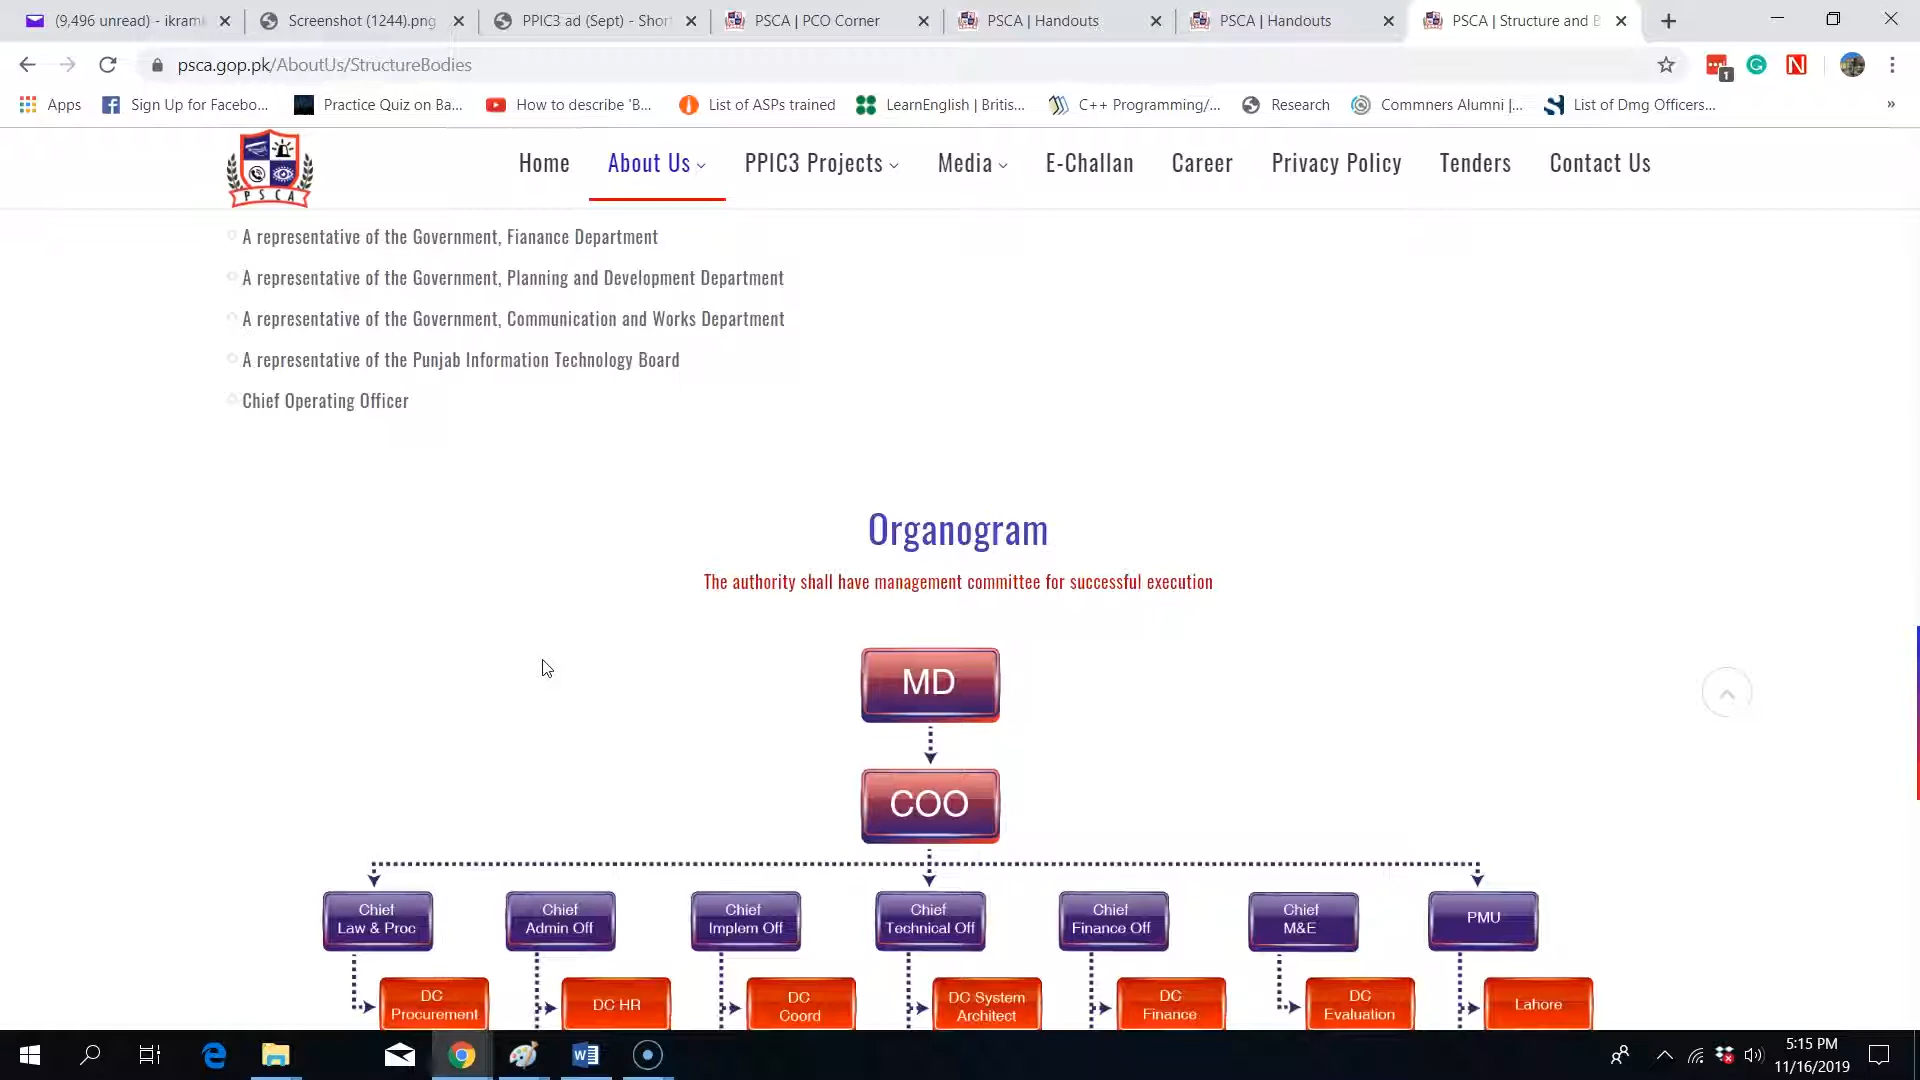 (9,496 unread) - ikram
Screenshot (1244).png
PPIC3 ad (Sept) - Shor
PSCA | PCO Corner
PSCA | Handouts
PSCA | Handouts
PSCA | Structure and B
psca.gop.pk/AboutUs/StructureBodies
1
Apps
Sign Up for Facebo...
Practice Quiz on Ba...
How to describe 'B...
List of ASPs trained
LearnEnglish | Britis...
C++ Programming/...
Research
Commners Alumni |...
List of Dmg Officers...
»
PSCA
Home
About Us
PPIC3 Projects
Media
E-Challan
Career
Privacy Policy
Tenders
Contact Us
A representative of the Government, Fianance Department
A representative of the Government, Planning and Development Department
A representative of the Government, Communication and Works Department
A representative of the Punjab Information Technology Board
Chief Operating Officer
Organogram
The authority shall have management committee for successful execution
MD
COO
Chief
Law & Proc
Chief
Admin Off
Chief
Implem Off
Chief
Technical Off
Chief
Finance Off
Chief
M&E
PMU
DC
Procurement
DC HR
DC
Coord
DC System
Architect
DC
Finance
DC
Evaluation
Lahore
5:15 PM
11/16/2019